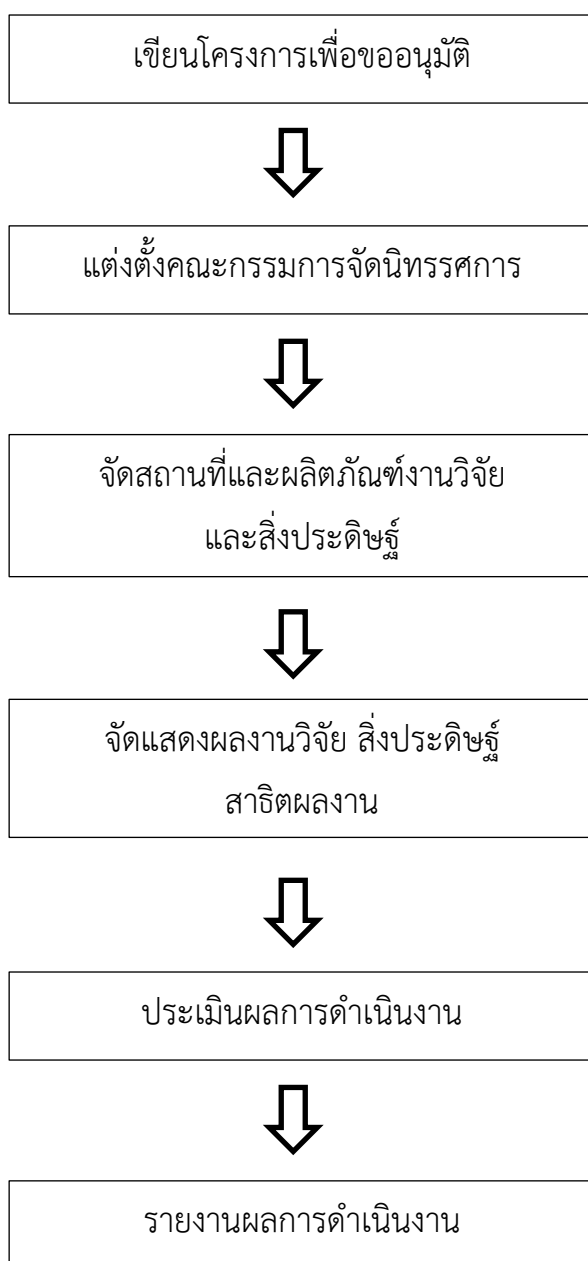 เขียนโครงการเพื่อขออนุมัติ
แต่งตั้งคณะกรรมการจัดนิทรรศการ
จัดสถานที่และผลิตภัณฑ์งานวิจัย
และสิ่งประดิษฐ์
จัดแสดงผลงานวิจัย สิ่งประดิษฐ์
สาธิตผลงาน
ประเมินผลการดำเนินงาน
รายงานผลการดำเนินงาน